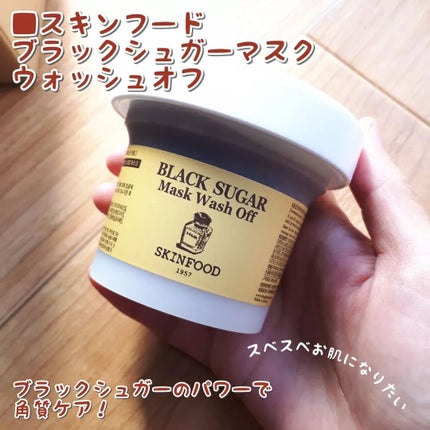 ■スキンフード
ブラックシュガーマスク
ウォッシュオフ
BLACK SUGAR
Mask Wash Off
SKINFOOD
1957
スベスベお肌になりたい
ブラックシュガーのパワーで
角質ケア！